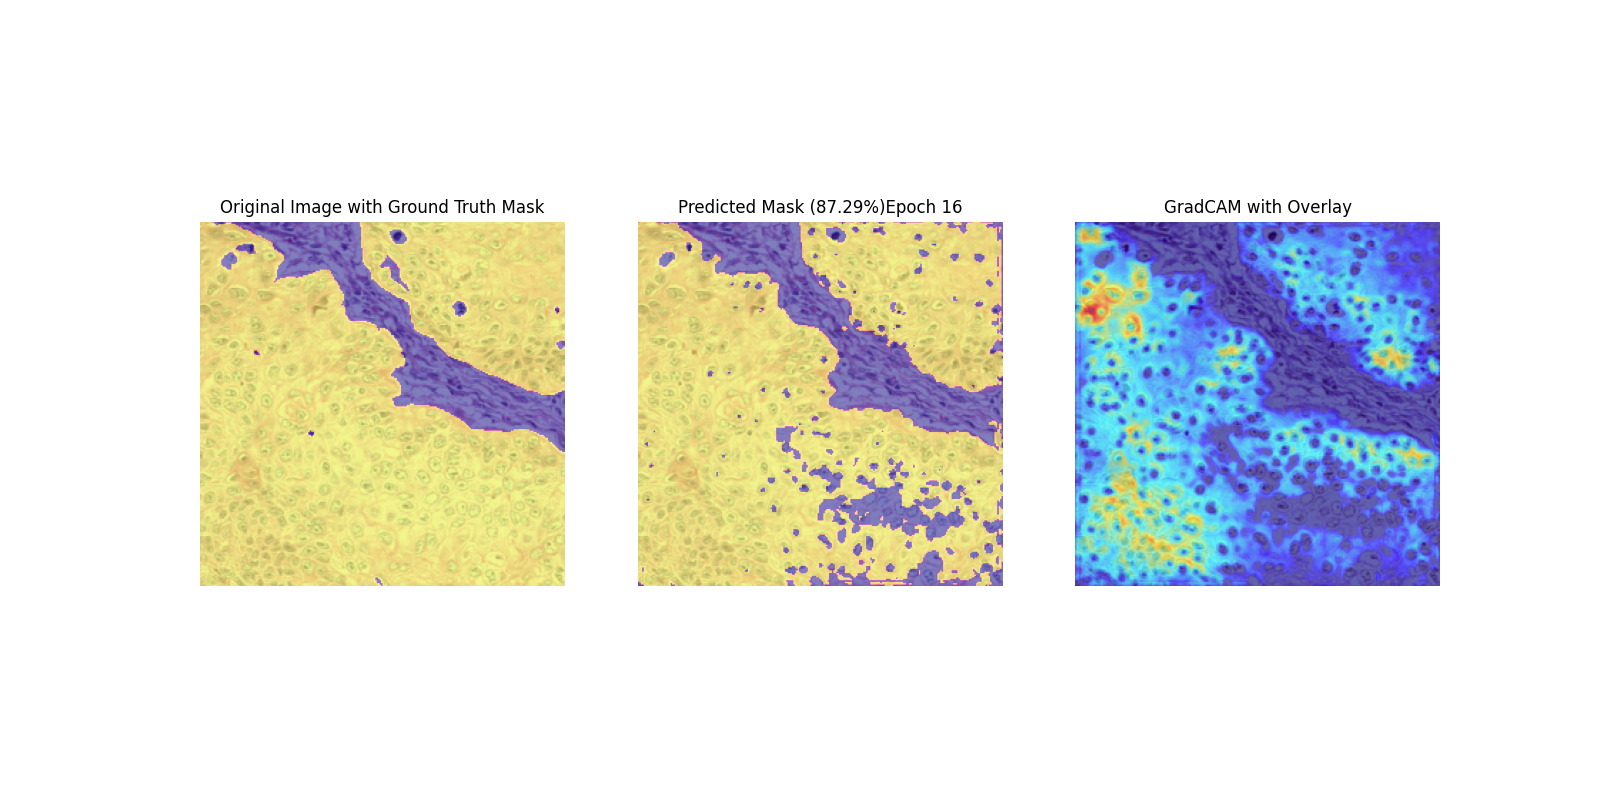 Original Image with Ground Truth Mask
Predicted Mask (87.29%)Epoch 16
GradCAM with Overlay